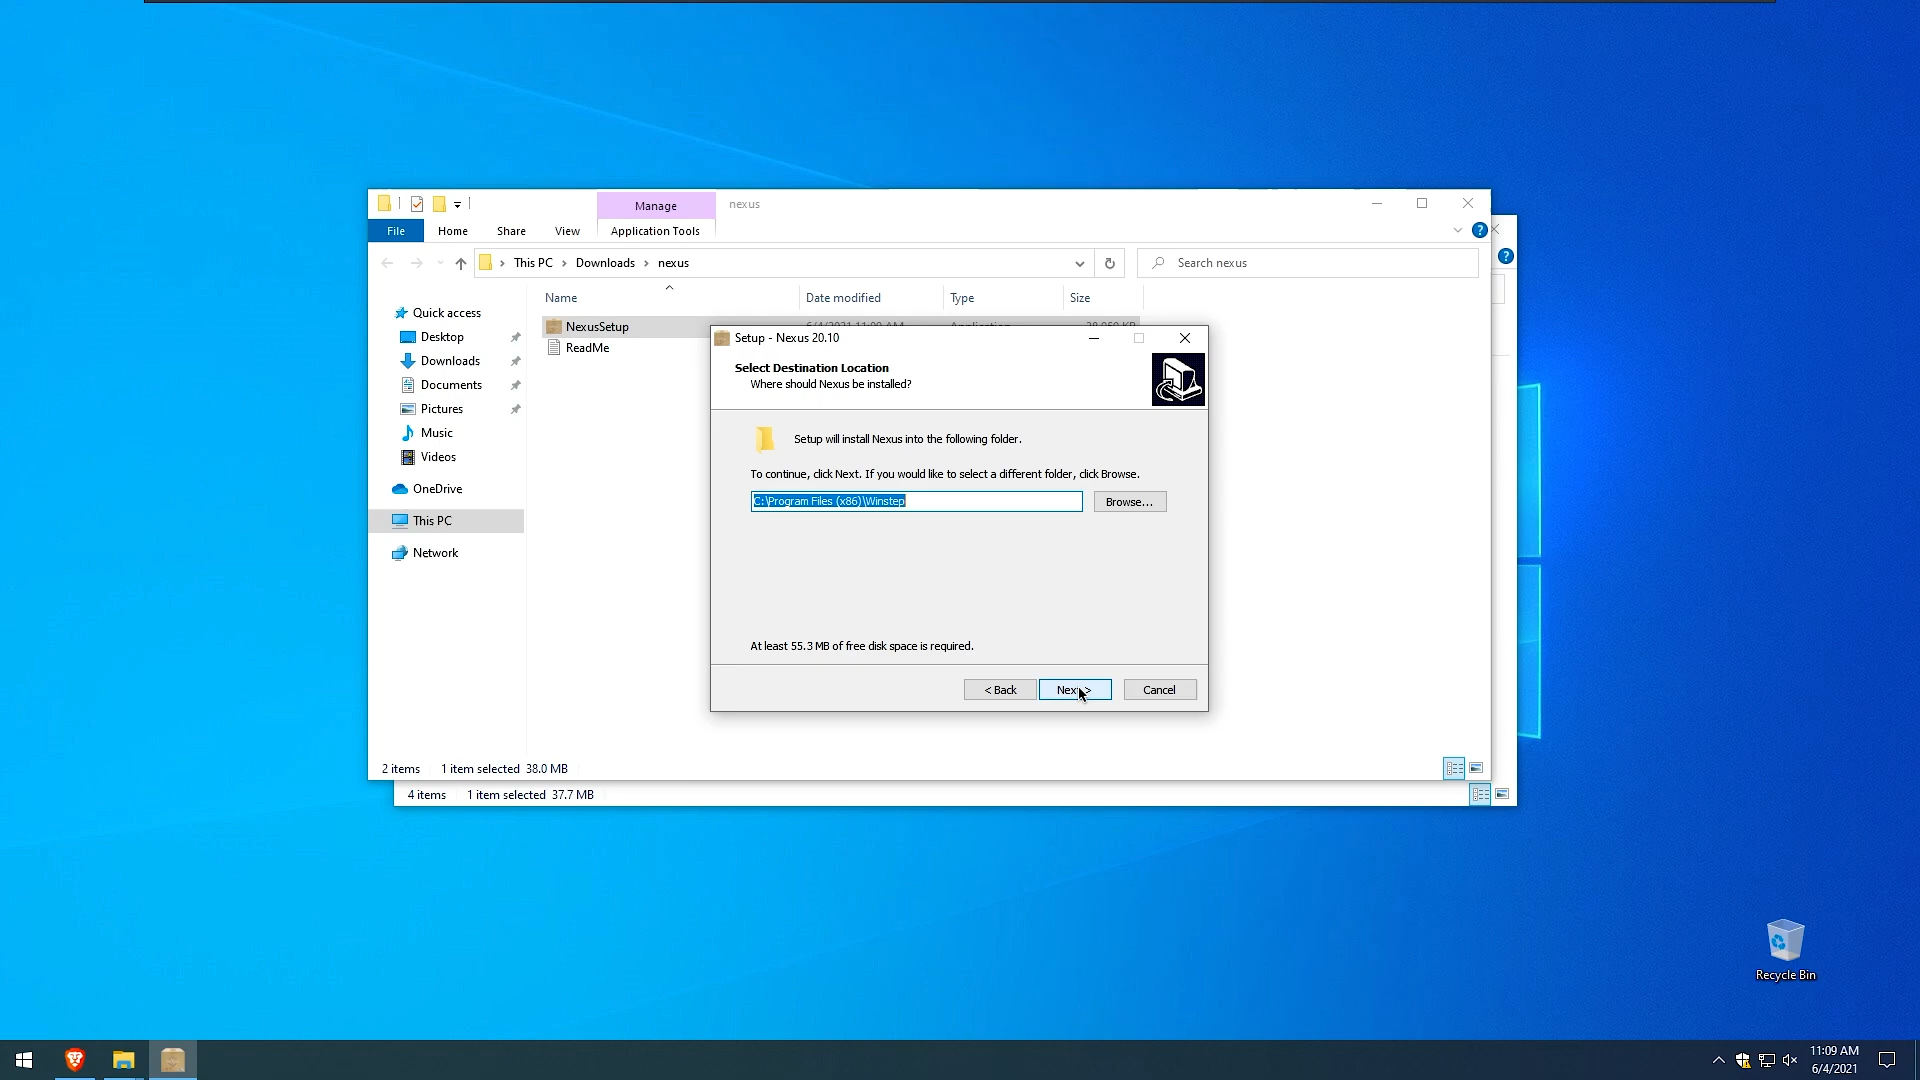 Manage
nexus
File
Home
Share
View
Application Tools
This PC
Downloads
nexus
Search nexus
Name
Date modified
Type
Size
Quick access
Desktop
Downloads
Documents
Pictures
Music
Videos
OneDrive
This PC
Network
NexusSetup
ReadMe
Setup - Nexus 20.10
Select Destination Location
Where should Nexus be installed?
Setup will install Nexus into the following folder.
To continue, click Next. If you would like to select a different folder, click Browse.
C:\Program Files (x86)\Winstep
Browse...
At least 55.3 MB of free disk space is required.
< Back
Next >
Cancel
2 items
1 item selected 38.0 MB
4 items
1 item selected 37.7 MB
Recycle Bin
11:09 AM
6/4/2021